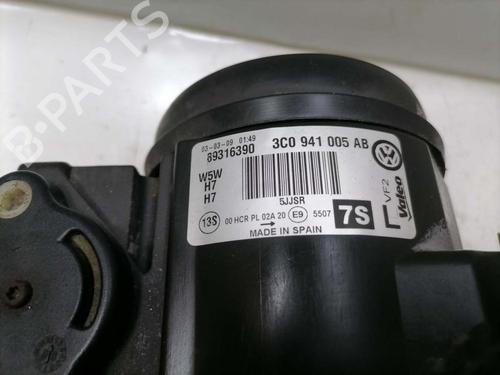 B-PARTS
03-03-09 01:49
89316390
3C0 941 005 AB
W5W
H7
H7
5JJSR
VF2
Valeo
L
13S
00 HCR PL 02A 20
E9
5507
7S
MADE IN SPAIN